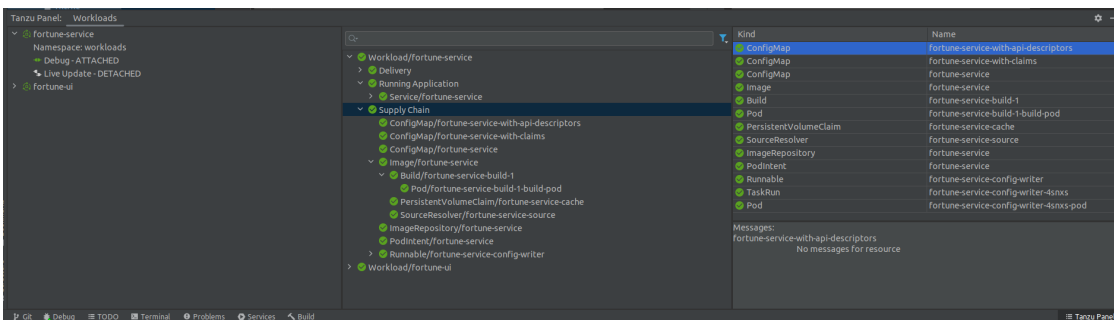 Tanzu Panel: Workloads
fortune-service
Namespace: workloads
Debug - ATTACHED
Live Update - DETACHED
fortune-ui
Workload/fortune-service
Delivery
Running Application
Service/fortune-service
Supply Chain
ConfigMap/fortune-service-with-api-descriptors
ConfigMap/fortune-service-with-claims
ConfigMap/fortune-service
Image/fortune-service
Build/fortune-service-build-1
Pod/fortune-service-build-1-build-pod
PersistentVolumeClaim/fortune-service-cache
SourceResolver/fortune-service-source
ImageRepository/fortune-service
PodIntent/fortune-service
Runnable/fortune-service-config-writer
Workload/fortune-ui
Kind Name
ConfigMap fortune-service-with-api-descriptors
ConfigMap fortune-service-with-claims
ConfigMap fortune-service
Image fortune-service
Build fortune-service-build-1
Pod fortune-service-build-1-build-pod
PersistentVolumeClaim fortune-service-cache
SourceResolver fortune-service-source
ImageRepository fortune-service
PodIntent fortune-service
Runnable fortune-service-config-writer
TaskRun fortune-service-config-writer-4snxs
Pod fortune-service-config-writer-4snxs-pod
Messages:
fortune-service-with-api-descriptors
No messages for resource
Git Debug TODO Terminal Problems Services Build Tanzu Pane